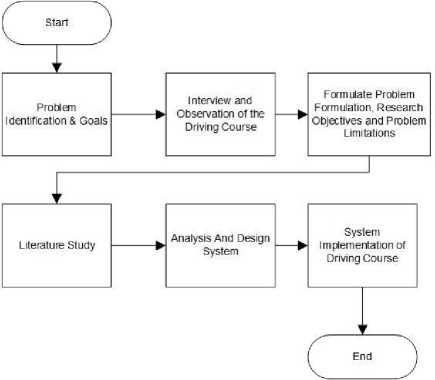 Start
Problem
Identification & Goals
Interview and
Observation of the
Driving Course
Formulate Problem
Formulation, Research
Objectives and Problem
Limitations
Literature Study
Analysis And Design
System
System
Implementation of
Driving Course
End